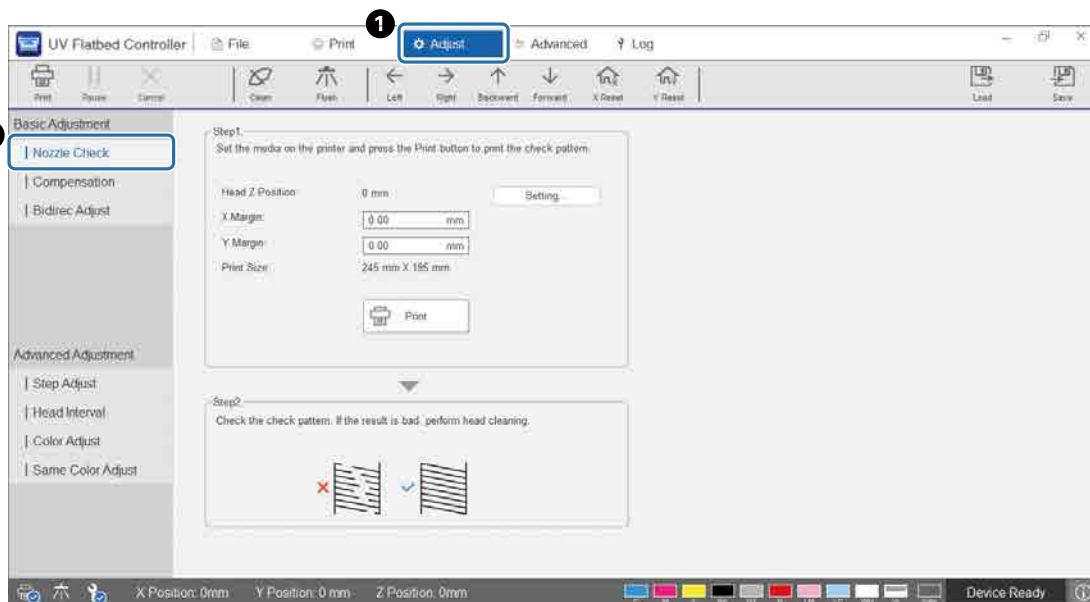 1
UV Flatbed Controller File Print Adjust Advanced Log
Print Pause Cancel Clean Flush Left Right Backward Forward X Reset Y Reset Load Save
Basic Adjustment
Nozzle Check
Compensation
Bidirec Adjust
Advanced Adjustment
Step Adjust
Head Interval
Color Adjust
Same Color Adjust
Step1.
Set the media on the printer and press the Print button to print the check pattern.
Head Z Position: 0 mm Setting...
X Margin: 0.00 mm
Y Margin: 0.00 mm
Print Size: 245 mm X 195 mm
Print
Step2.
Check the check pattern. If the result is bad, perform head cleaning.
X Position: 0mm Y Position: 0 mm Z Position: 0mm Device Ready